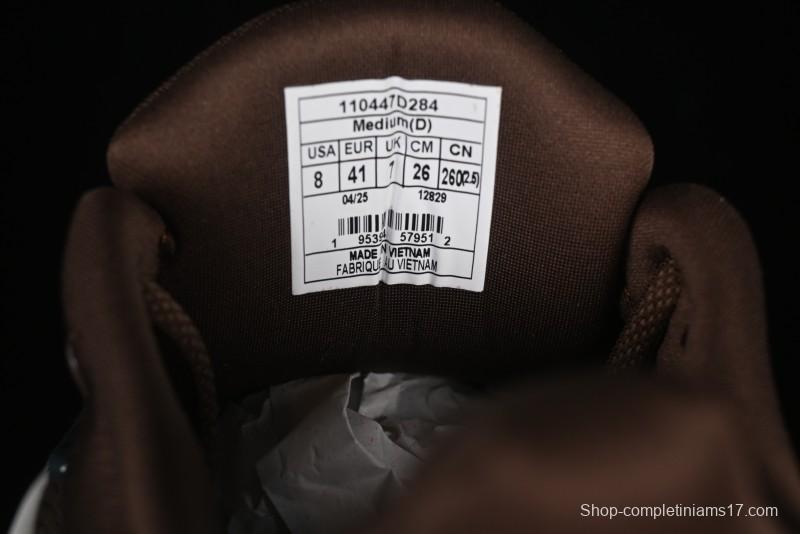 110447D284
Medium(D)
USA EUR UK CM CN
8 41 7 26 260(2.5)
04/25 12829
1 57951 2
MADE IN VIETNAM
FABRIQUE AU VIETNAM
Shop-completiniams17.com